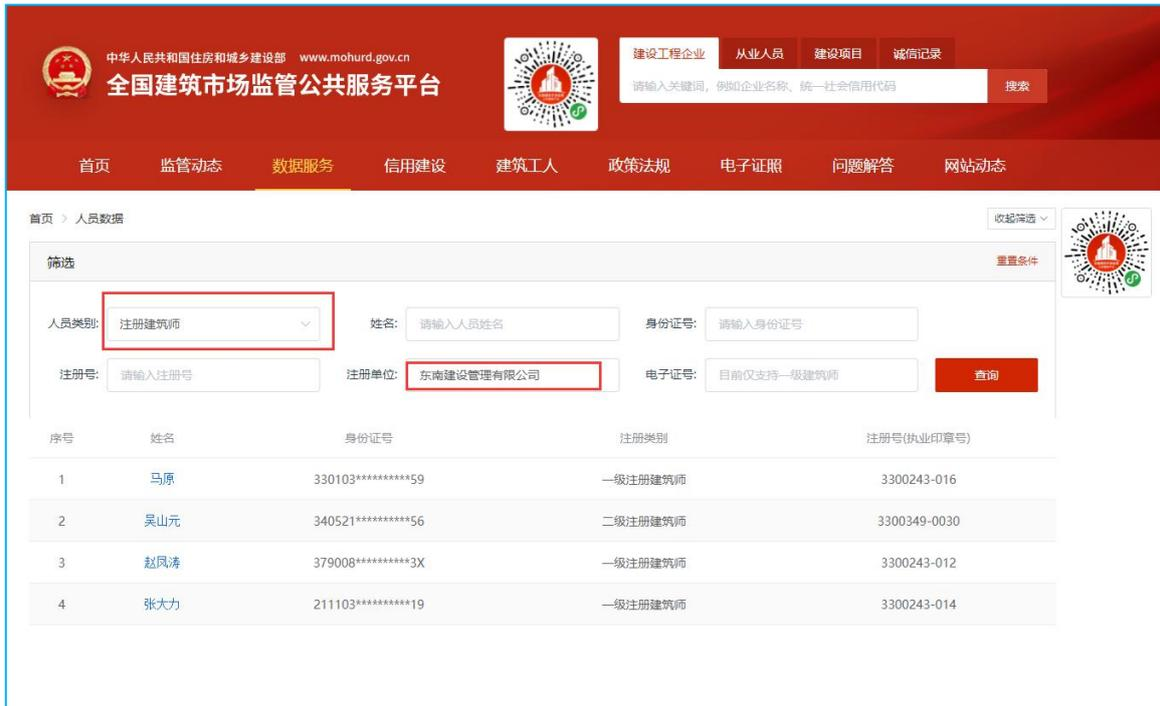 中华人民共和国住房和城乡建设部 www.mohurd.gov.cn
全国建筑市场监管公共服务平台
建设工程企业 从业人员 建设项目 诚信记录
请输入关键词，例如企业名称、统一社会信用代码 搜索
首页 监管动态 数据服务 信用建设 建筑工人 政策法规 电子证照 问题解答 网站动态
首页 > 人员数据 收起筛选
筛选 重置条件
人员类别: 注册建筑师 姓名: 请输入人员姓名 身份证号: 请输入身份证号
注册号: 请输入注册号 注册单位: 东南建设管理有限公司 电子证号: 目前仅支持一级建筑师 查询
序号 姓名 身份证号 注册类别 注册号(执业印章号)
1 马原 330103**********59 一级注册建筑师 3300243-016
2 吴山元 340521**********56 二级注册建筑师 3300349-0030
3 赵凤涛 379008**********3X 一级注册建筑师 3300243-012
4 张大力 211103**********19 一级注册建筑师 3300243-014